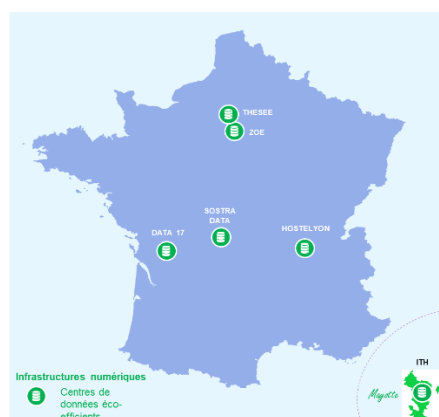 THESEE
ZOE
SOSTRA
DATA
DATA 17
HOSTELYON
ITH
Mayotte
Infrastructures numériques
Centres de
données éco-
efficients